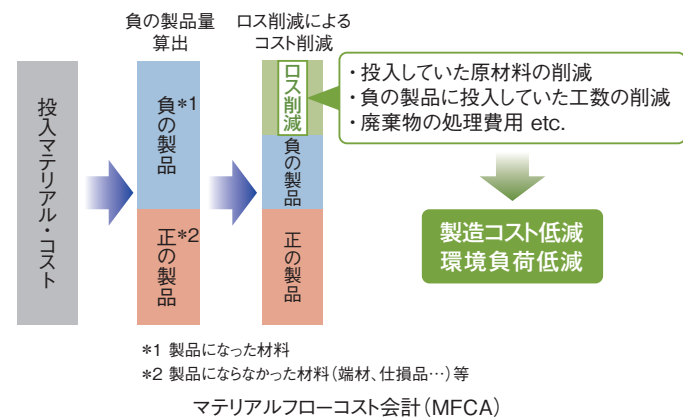 負の製品量
算出
ロス削減による
コスト削減
投入マテリアル・コスト
負*1の製品
正*2の製品
ロス削減
負の製品
正の製品
・投入していた原材料の削減
・負の製品に投入していた工数の削減
・廃棄物の処理費用 etc.
製造コスト低減
環境負荷低減
*1 製品になった材料
*2 製品にならなかった材料(端材、仕損品…)等
マテリアルフローコスト会計(MFCA)